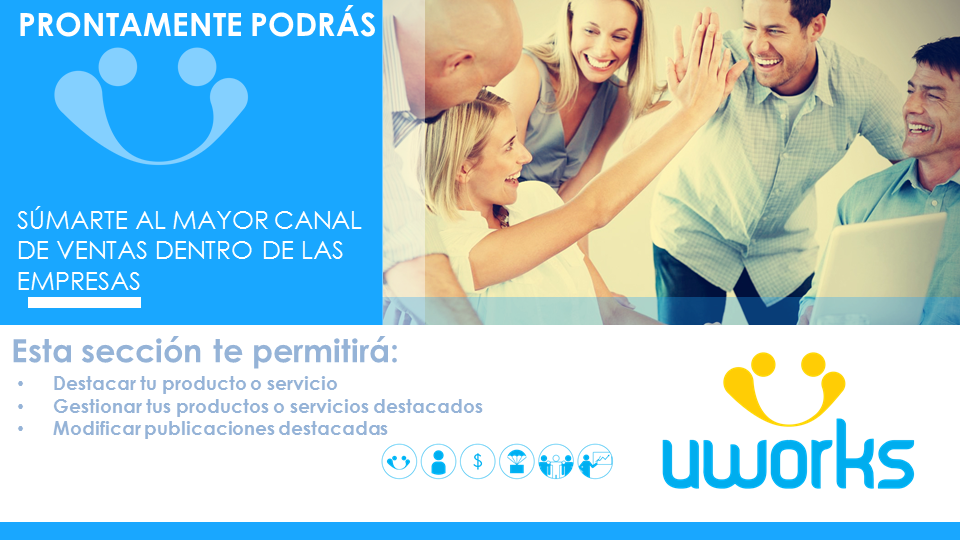 PRONTAMENTE PODRÁS
SÚMARTE AL MAYOR CANAL
DE VENTAS DENTRO DE LAS
EMPRESAS
Esta sección te permitirá:
• Destacar tu producto o servicio
• Gestionar tus productos o servicios destacados
• Modificar publicaciones destacadas
$
uworks